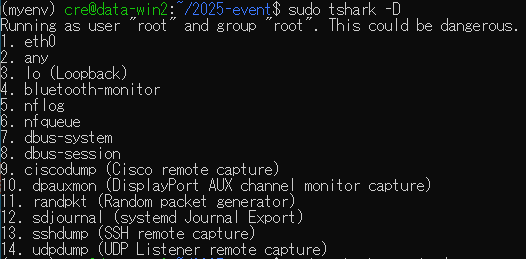 (myenv) cre@data-win2:~/2025-event$ sudo tshark -D
Running as user "root" and group "root". This could be dangerous.
1. eth0
2. any
3. lo (Loopback)
4. bluetooth-monitor
5. nflog
6. nfqueue
7. dbus-system
8. dbus-session
9. ciscodump (Cisco remote capture)
10. dpauxmon (DisplayPort AUX channel monitor capture)
11. randpkt (Random packet generator)
12. sdjournal (systemd Journal Export)
13. sshdump (SSH remote capture)
14. udpdump (UDP Listener remote capture)